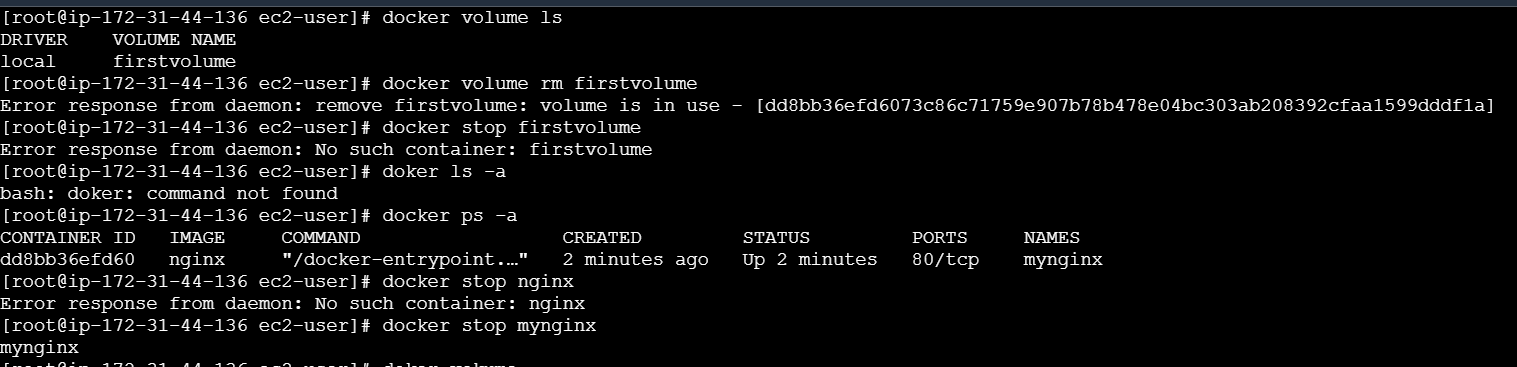 [root@ip-172-31-44-136 ec2-user]# docker volume ls
DRIVER    VOLUME NAME
local     firstvolume
[root@ip-172-31-44-136 ec2-user]# docker volume rm firstvolume
Error response from daemon: remove firstvolume: volume is in use - [dd8bb36efd6073c86c71759e907b78b478e04bc303ab208392cfaa1599dddf1a]
[root@ip-172-31-44-136 ec2-user]# docker stop firstvolume
Error response from daemon: No such container: firstvolume
[root@ip-172-31-44-136 ec2-user]# doker ls -a
bash: doker: command not found
[root@ip-172-31-44-136 ec2-user]# docker ps -a
CONTAINER ID   IMAGE     COMMAND                  CREATED         STATUS         PORTS     NAMES
dd8bb36efd60   nginx     "/docker-entrypoint.…"   2 minutes ago   Up 2 minutes   80/tcp    mynginx
[root@ip-172-31-44-136 ec2-user]# docker stop nginx
Error response from daemon: No such container: nginx
[root@ip-172-31-44-136 ec2-user]# docker stop mynginx
mynginx